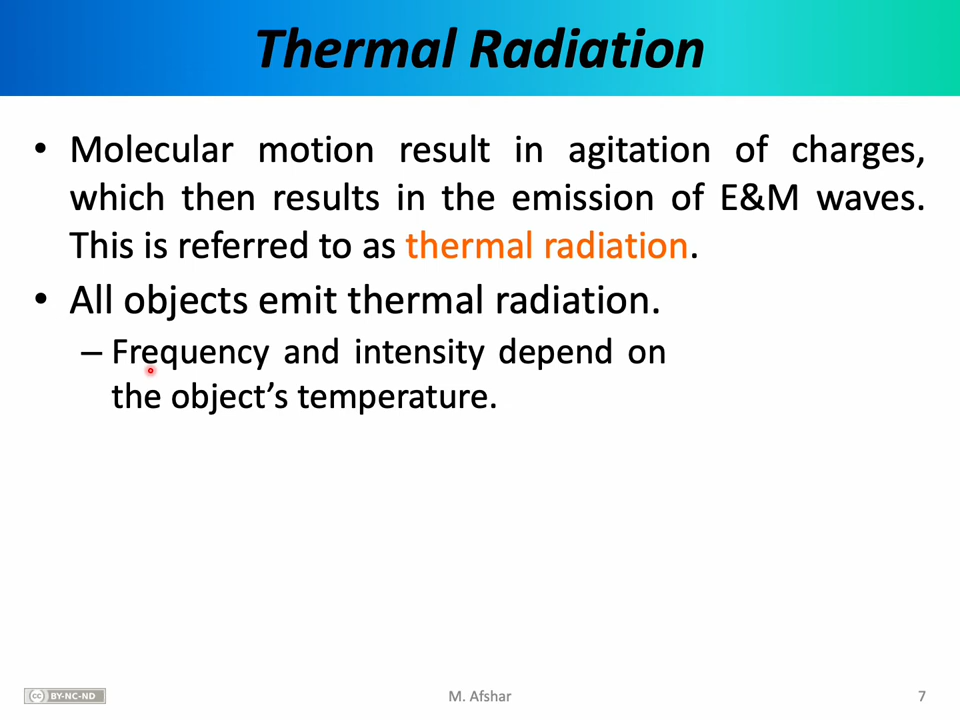 Thermal Radiation
• Molecular motion result in agitation of charges,
which then results in the emission of E&M waves.
This is referred to as thermal radiation.
• All objects emit thermal radiation.
– Frequency and intensity depend on
the object’s temperature.
cc BY-NC-ND
M. Afshar
7